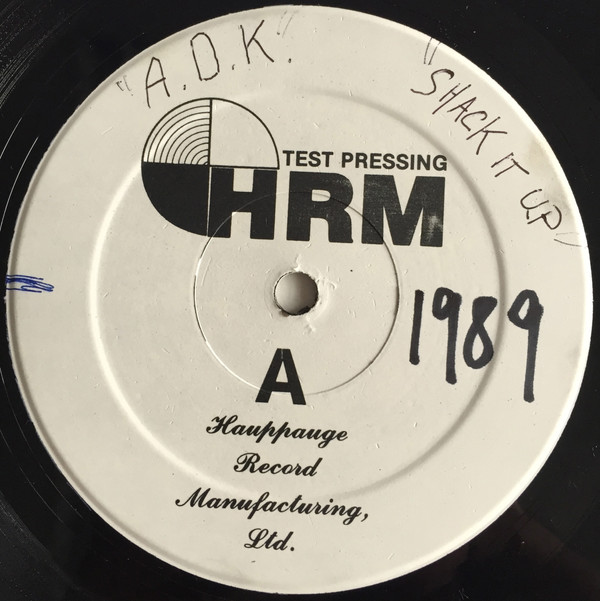 "A.D.K."
"SHACK IT UP"
TEST PRESSING
HRM
1989
A
Hauppauge
Record
Manufacturing,
Ltd.